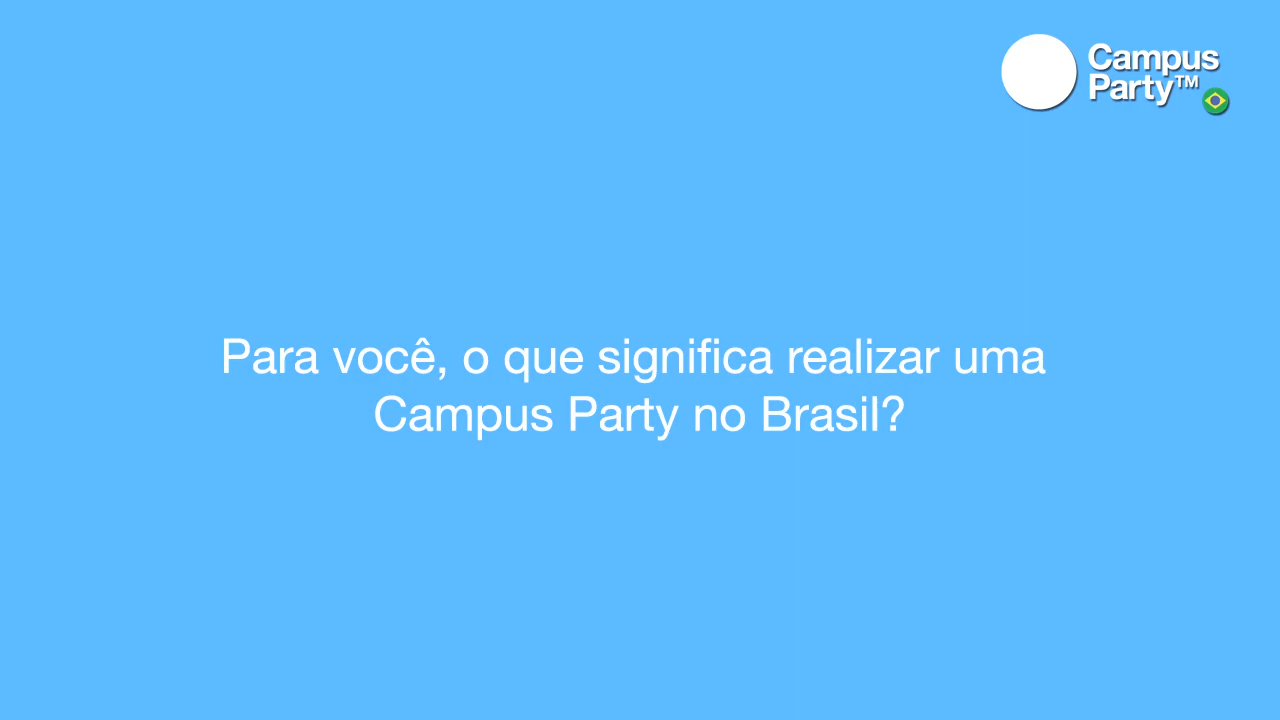 Campus
Party™
Para você, o que significa realizar uma
Campus Party no Brasil?